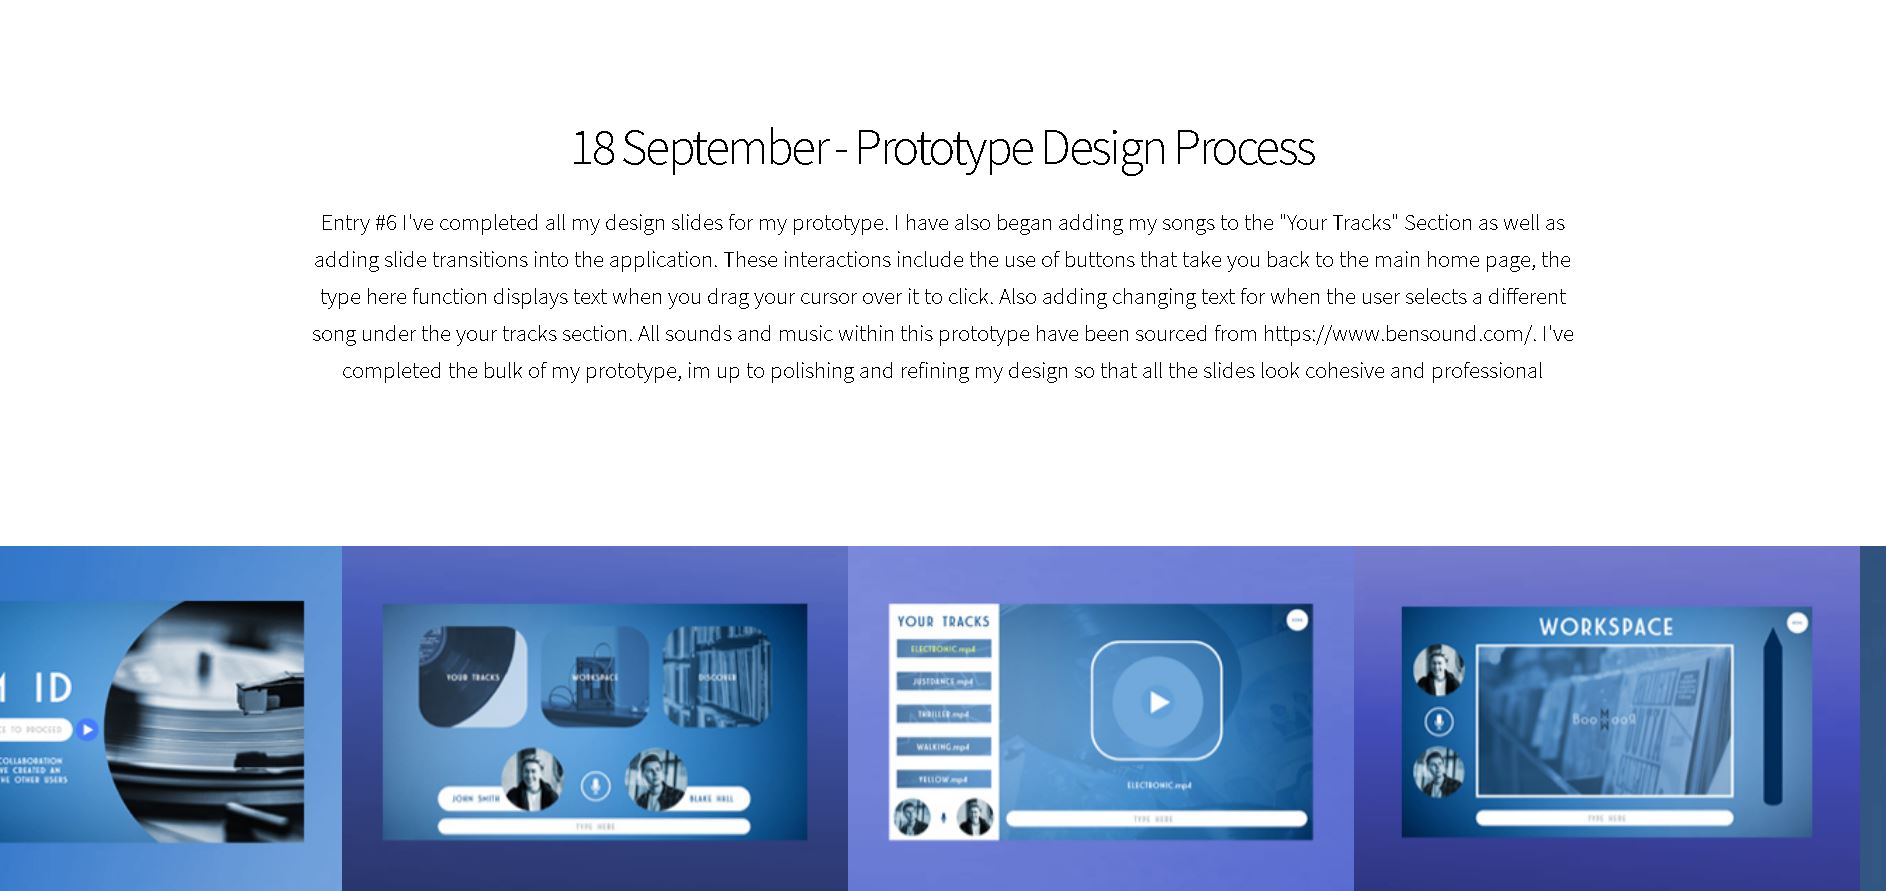 18 September - Prototype Design Process
Entry #6 I've completed all my design slides for my prototype. I have also began adding my songs to the "Your Tracks" Section as well as
adding slide transitions into the application. These interactions include the use of buttons that take you back to the main home page, the
type here function displays text when you drag your cursor over it to click. Also adding changing text for when the user selects a different
song under the your tracks section. All sounds and music within this prototype have been sourced from https://www.bensound.com/. I've
completed the bulk of my prototype, im up to polishing and refining my design so that all the slides look cohesive and professional
ID
TO PROCEED
COLLABORATION
VE CREATED AN
HE OTHER USERS
YOUR TRACKS
WORKSPACE
DISCOVER
JOHN SMITH
BLAKE HALL
TYPE HERE
YOUR TRACKS
ELECTRONIC.mp4
JUSTDANCE.mp4
THRILLER.mp4
WALKING.mp4
YELLOW.mp4
ELECTRONIC.mp4
TYPE HERE
WORKSPACE
TYPE HERE